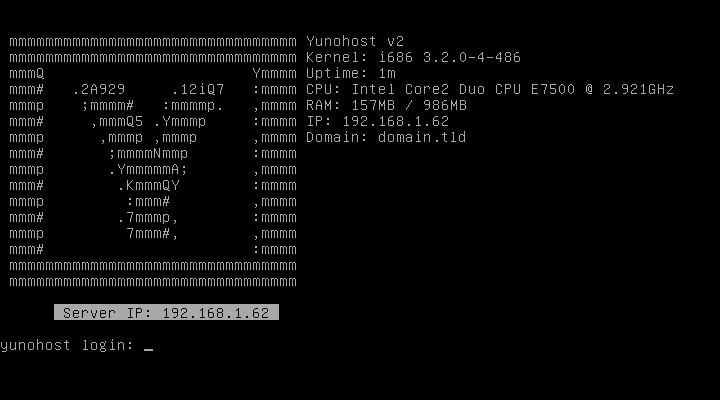 mmmmmmmmmmmmmmmmmmmmmmmmmmmmmmmm Yunohost v2
mmmmmmmmmmmmmmmmmmmmmmmmmmmmmmmm Kernel: i686 3.2.0-4-486
mmmQ                       Ymmmm Uptime: 1m
mmm#   .2A929     .12iQ7   :mmmm CPU: Intel Core2 Duo CPU E7500 @ 2.921GHz
mmmp    ;mmmm#   :mmmmp.   ,mmmm RAM: 157MB / 986MB
mmm#     ,mmmQ5 .Ymmmp     :mmmm IP: 192.168.1.62
mmmp      ,mmmp ,mmmp      ,mmmm Domain: domain.tld
mmm#       ;mmmmNmmp       :mmmm
mmmp       .YmmmmmA;       ,mmmm
mmm#        .KmmmQY        :mmmm
mmmp         :mmm#         ,mmmm
mmm#        .7mmmp,        :mmmm
mmmp         7mmm#,        ,mmmm
mmm#                       :mmmm
mmmmmmmmmmmmmmmmmmmmmmmmmmmmmmmm
mmmmmmmmmmmmmmmmmmmmmmmmmmmmmmmm
Server IP: 192.168.1.62
yunohost login: _